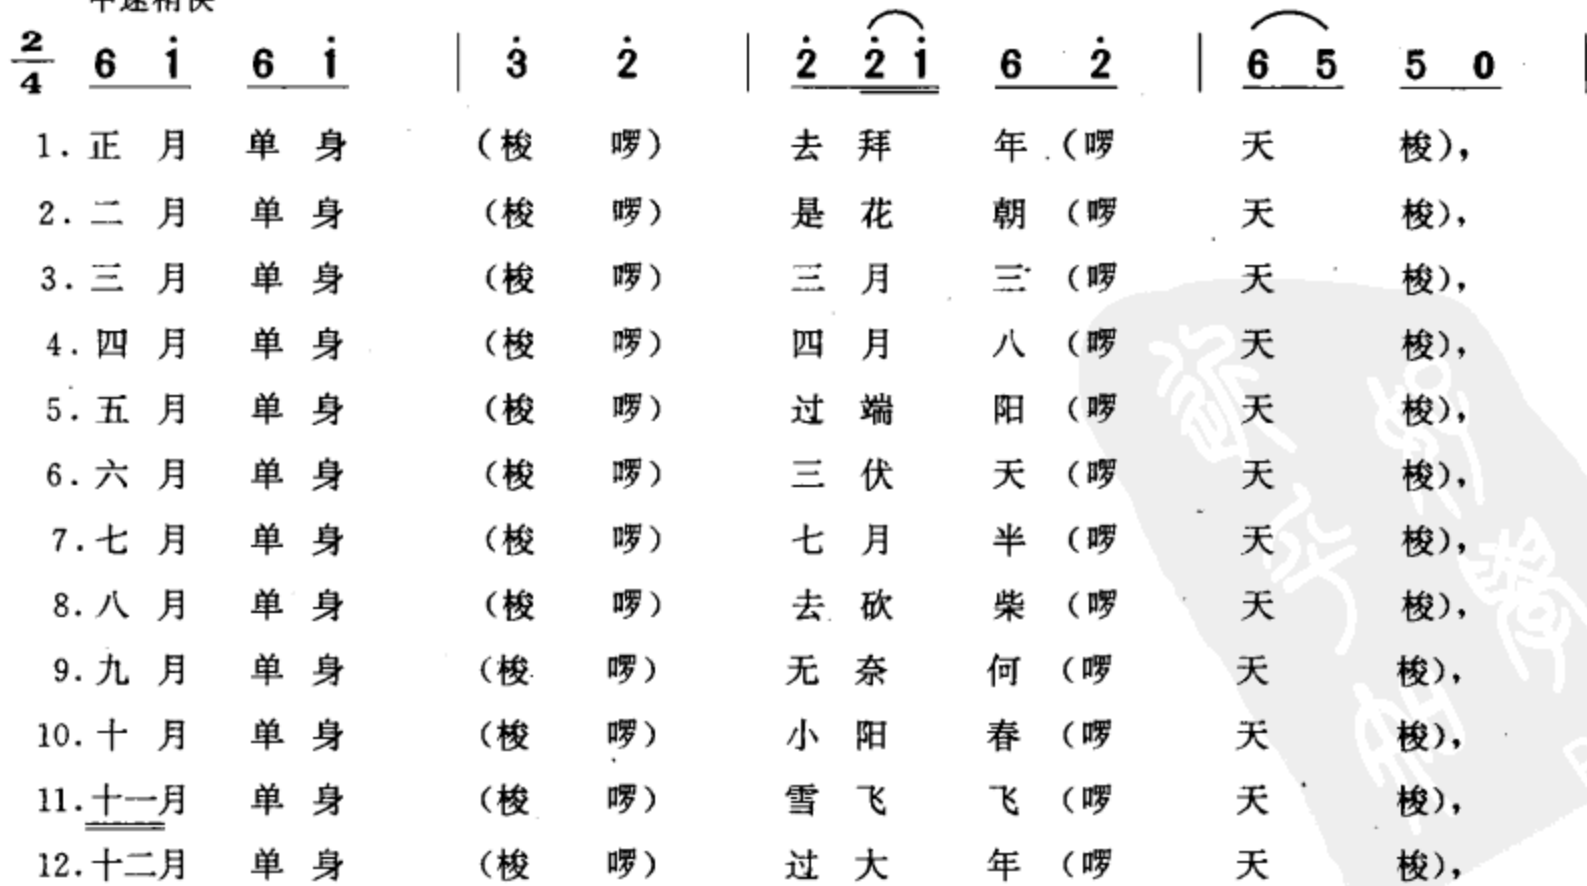 中速稍快
2/4 6 i̇ 6 i̇ | 3̇ 2̇ | 2̇ 2̇ i̇ 6 2̇ | 6 5 5 0 |
1. 正 月 单 身 (梭 啰) 去 拜 年 (啰 天 梭),
2. 二 月 单 身 (梭 啰) 是 花 朝 (啰 天 梭),
3. 三 月 单 身 (梭 啰) 三 月 三 (啰 天 梭),
4. 四 月 单 身 (梭 啰) 四 月 八 (啰 天 梭),
5. 五 月 单 身 (梭 啰) 过 端 阳 (啰 天 梭),
6. 六 月 单 身 (梭 啰) 三 伏 天 (啰 天 梭),
7. 七 月 单 身 (梭 啰) 七 月 半 (啰 天 梭),
8. 八 月 单 身 (梭 啰) 去 砍 柴 (啰 天 梭),
9. 九 月 单 身 (梭 啰) 无 奈 何 (啰 天 梭),
10. 十 月 单 身 (梭 啰) 小 阳 春 (啰 天 梭),
11. 十一月 单 身 (梭 啰) 雪 飞 飞 (啰 天 梭),
12. 十二月 单 身 (梭 啰) 过 大 年 (啰 天 梭),